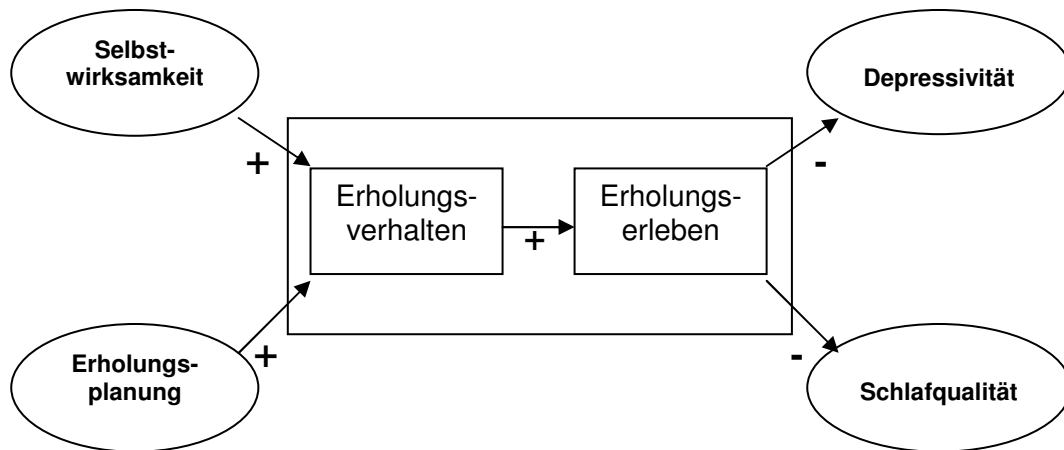 Selbst-
wirksamkeit
Depressivität
+
-
Erholungs-
verhalten
Erholungs-
erleben
+
+
-
Erholungs-
planung
Schlafqualität